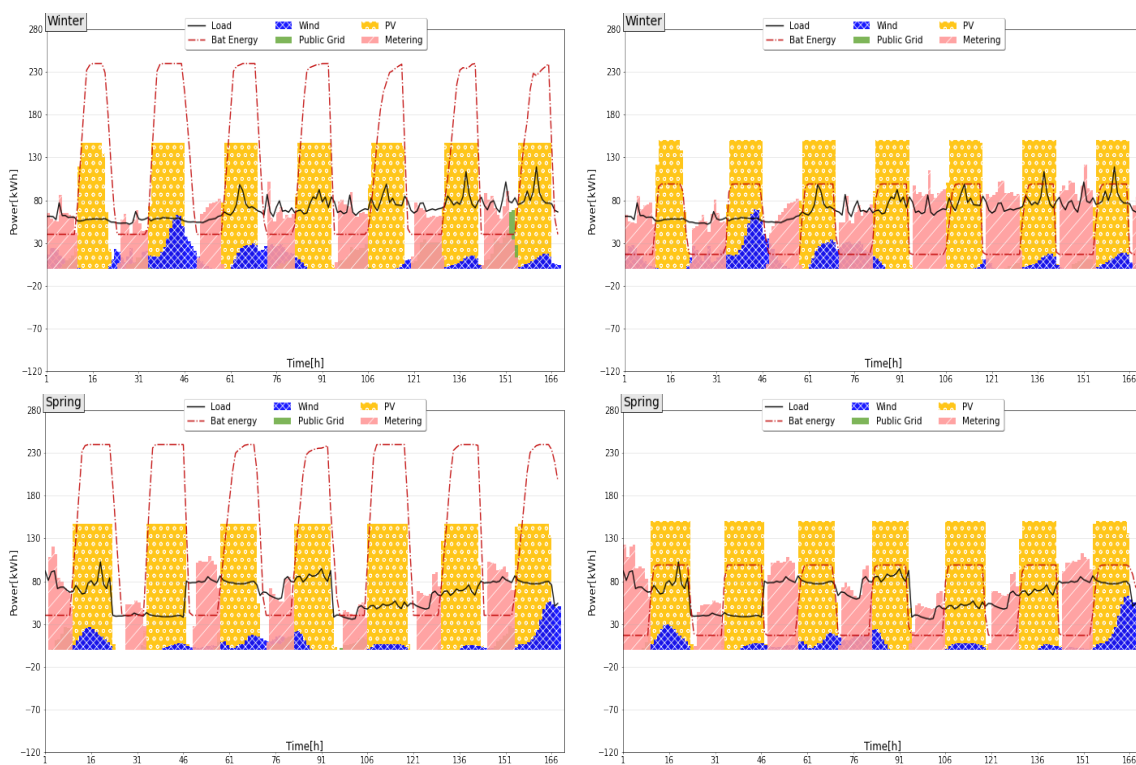 Winter
Load Wind PV
Bat Energy Public Grid Metering
Power[kWh]
280
230
180
130
80
30
−20
−70
−120
Time[h]
1 16 31 46 61 76 91 106 121 136 151 166
Winter
Load Wind PV
Bat Energy Public Grid Metering
Power[kWh]
280
230
180
130
80
30
−20
−70
−120
Time[h]
1 16 31 46 61 76 91 106 121 136 151 166
Spring
Load Wind PV
Bat energy Public Grid Metering
Power[kWh]
280
230
180
130
80
30
−20
−70
−120
Time[h]
1 16 31 46 61 76 91 106 121 136 151 166
Spring
Load Wind PV
Bat energy Public Grid Metering
Power[kWh]
280
230
180
130
80
30
−20
−70
−120
Time[h]
1 16 31 46 61 76 91 106 121 136 151 166